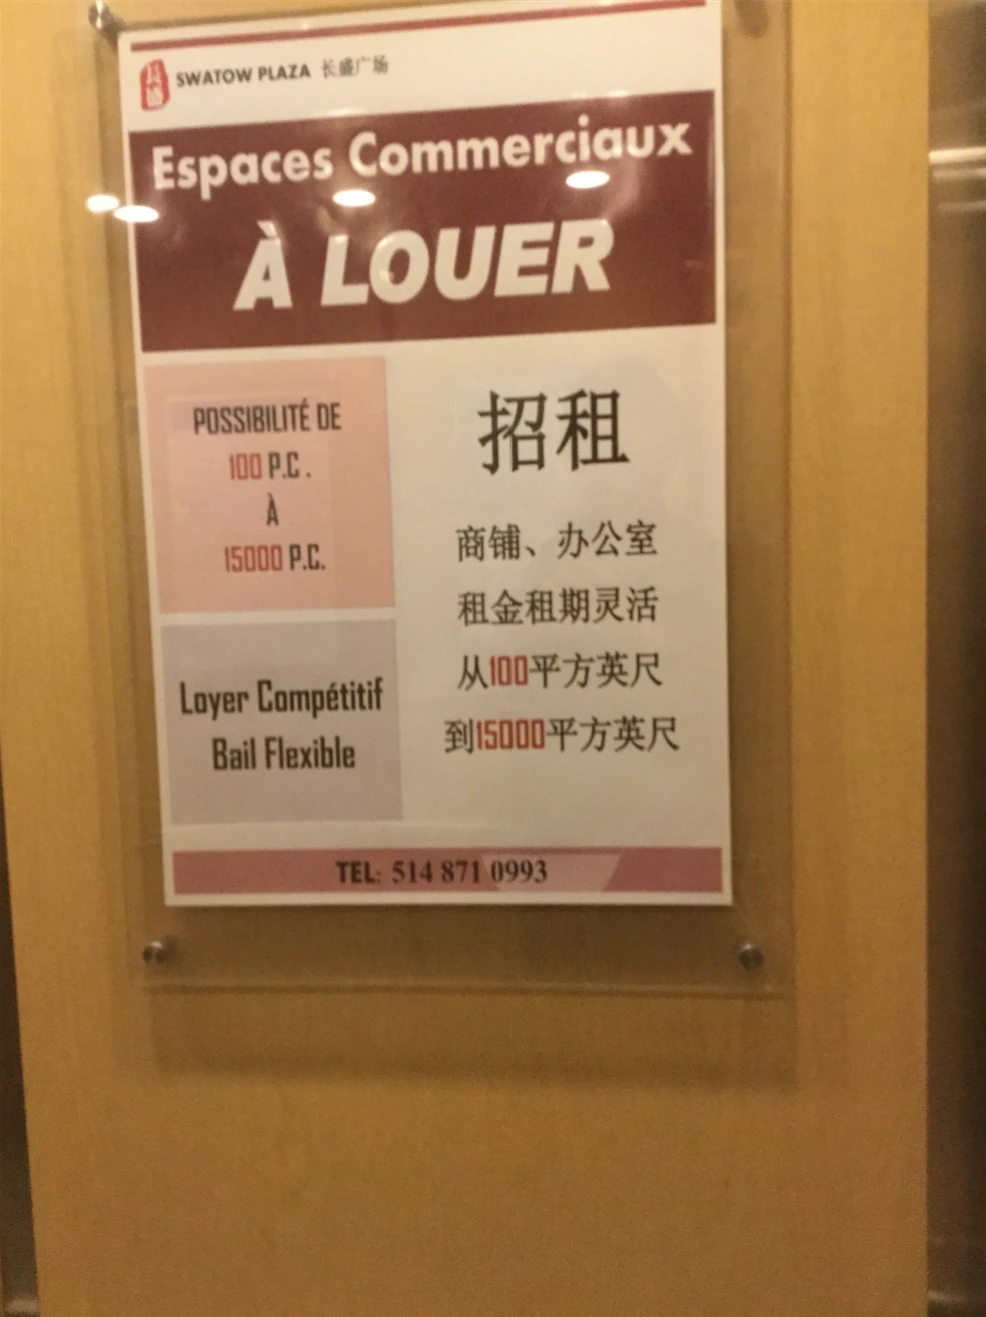 长盛
SWATOW PLAZA 长盛广场
Espaces Commerciaux
À LOUER
POSSIBILITÉ DE
100 P.C.
À
15000 P.C.
Loyer Compétitif
Bail Flexible
招租
商铺、办公室
租金租期灵活
从100平方英尺
到15000平方英尺
TEL: 514 871 0993